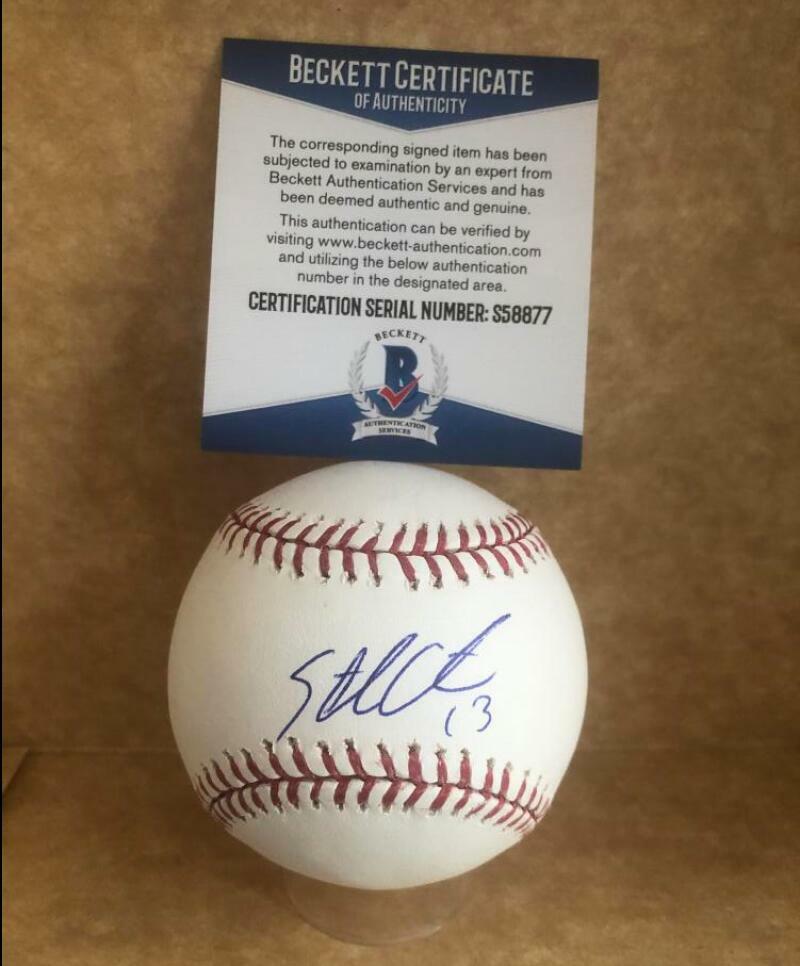 BECKETT CERTIFICATE
OF AUTHENTICITY
The corresponding signed item has been
subjected to examination by an expert from
Beckett Authentication Services and has
been deemed authentic and genuine.
This authentication can be verified by
visiting www.beckett-authentication.com
and utilizing the below authentication
number in the designated area.
CERTIFICATION SERIAL NUMBER: S58877
BECKETT
B
AUTHENTICATION
SERVICES
13